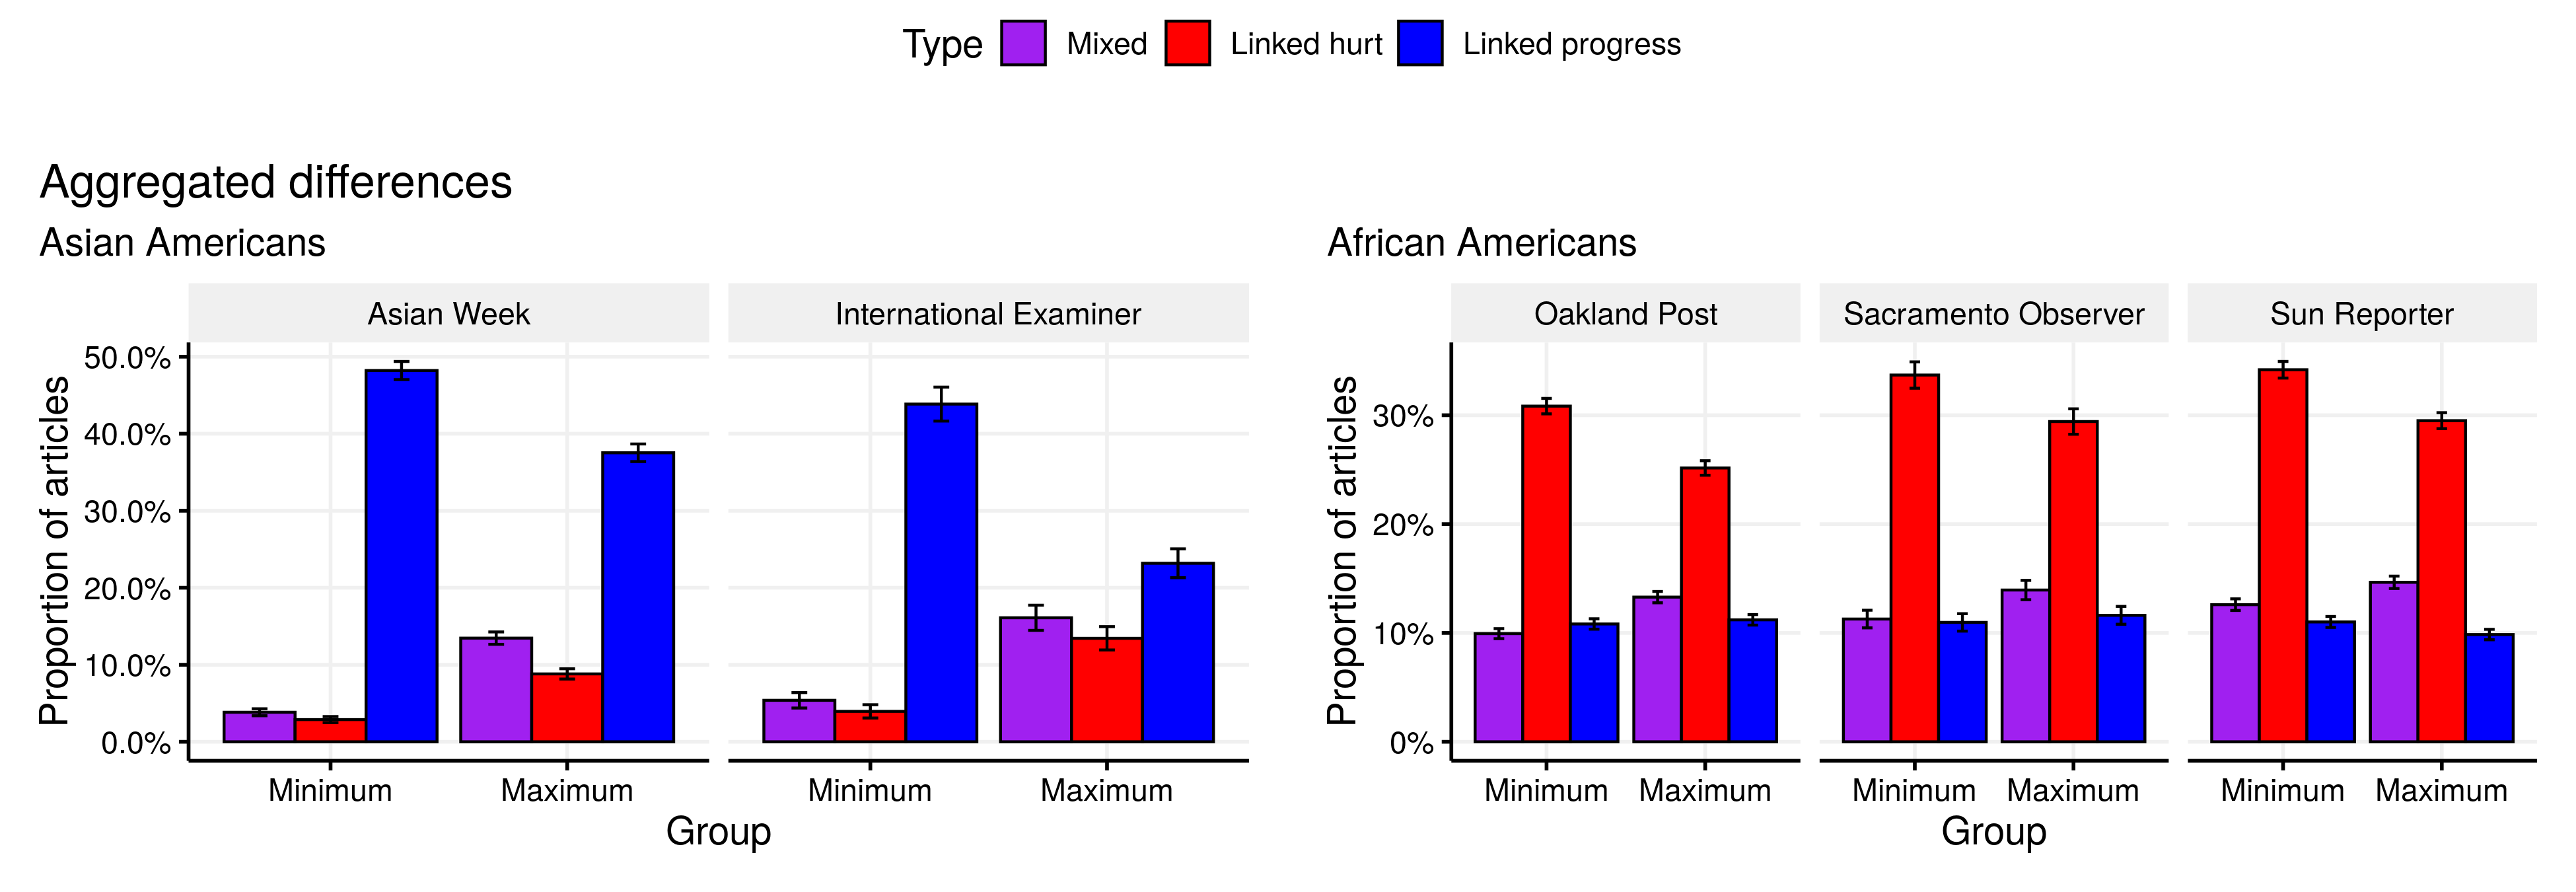 Type Mixed Linked hurt Linked progress
Aggregated differences
Asian Americans
Asian Week International Examiner
Proportion of articles
50.0%
40.0%
30.0%
20.0%
10.0%
0.0%
Minimum Maximum Minimum Maximum
Group
African Americans
Oakland Post Sacramento Observer Sun Reporter
Proportion of articles
30%
20%
10%
0%
Minimum Maximum Minimum Maximum Minimum Maximum
Group